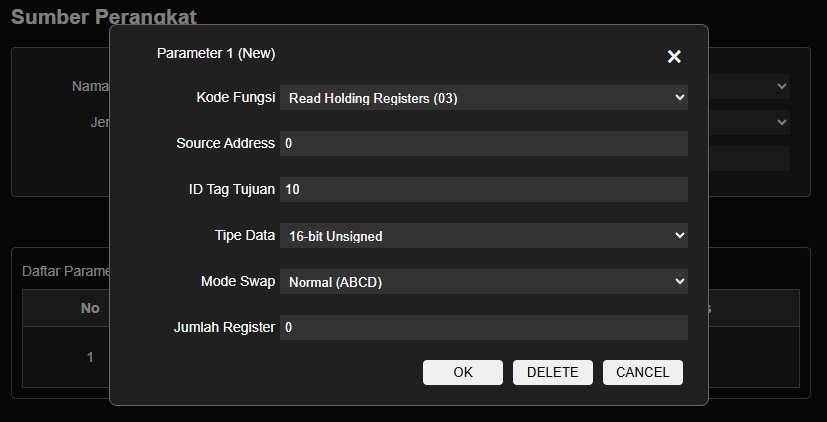 Sumber Perangkat
Parameter 1 (New)
Nama
Kode Fungsi Read Holding Registers (03)
Jer
Source Address 0
ID Tag Tujuan 10
Tipe Data 16-bit Unsigned
Daftar Parame
Mode Swap Normal (ABCD)
No s
Jumlah Register 0
1
OK DELETE CANCEL